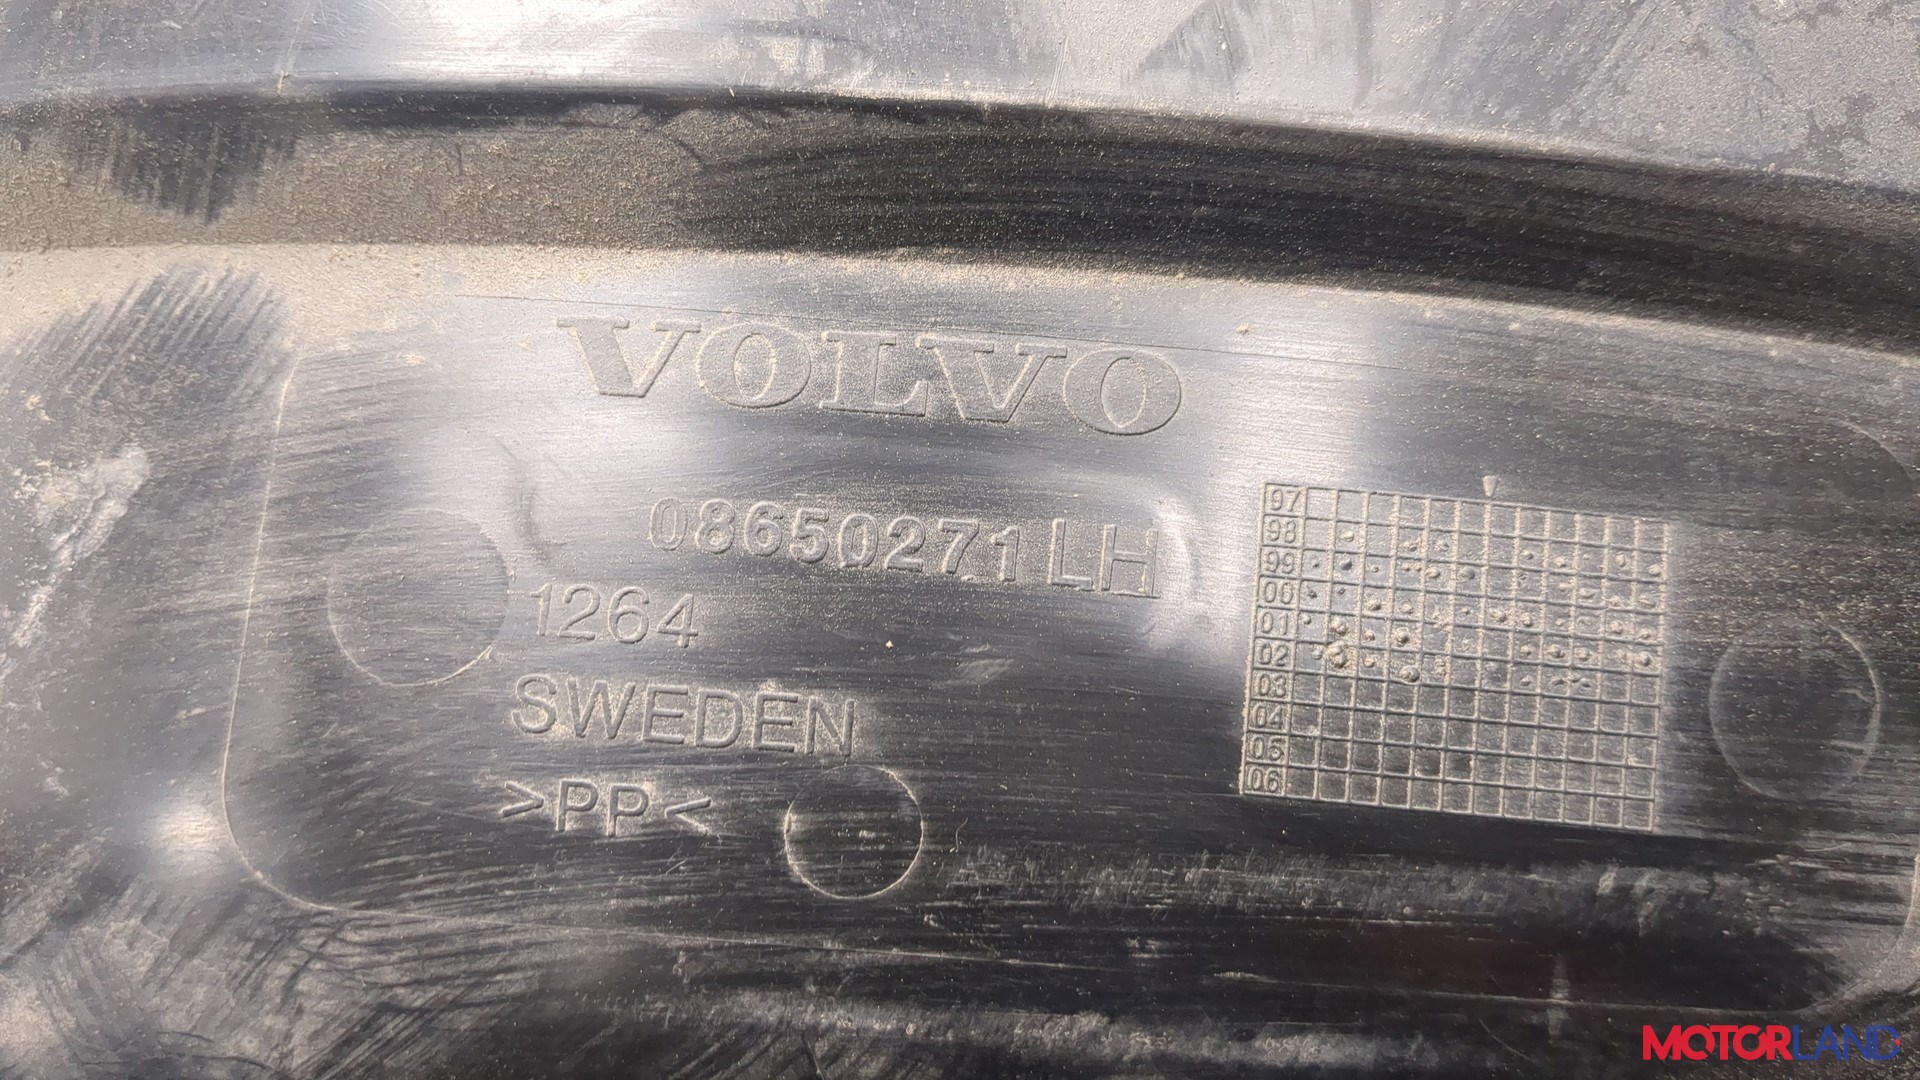 VOLVO
08650271 LH
1264
SWEDEN
>PP<
97
98
99
00
01
02
03
04
05
06
MOTORLAND